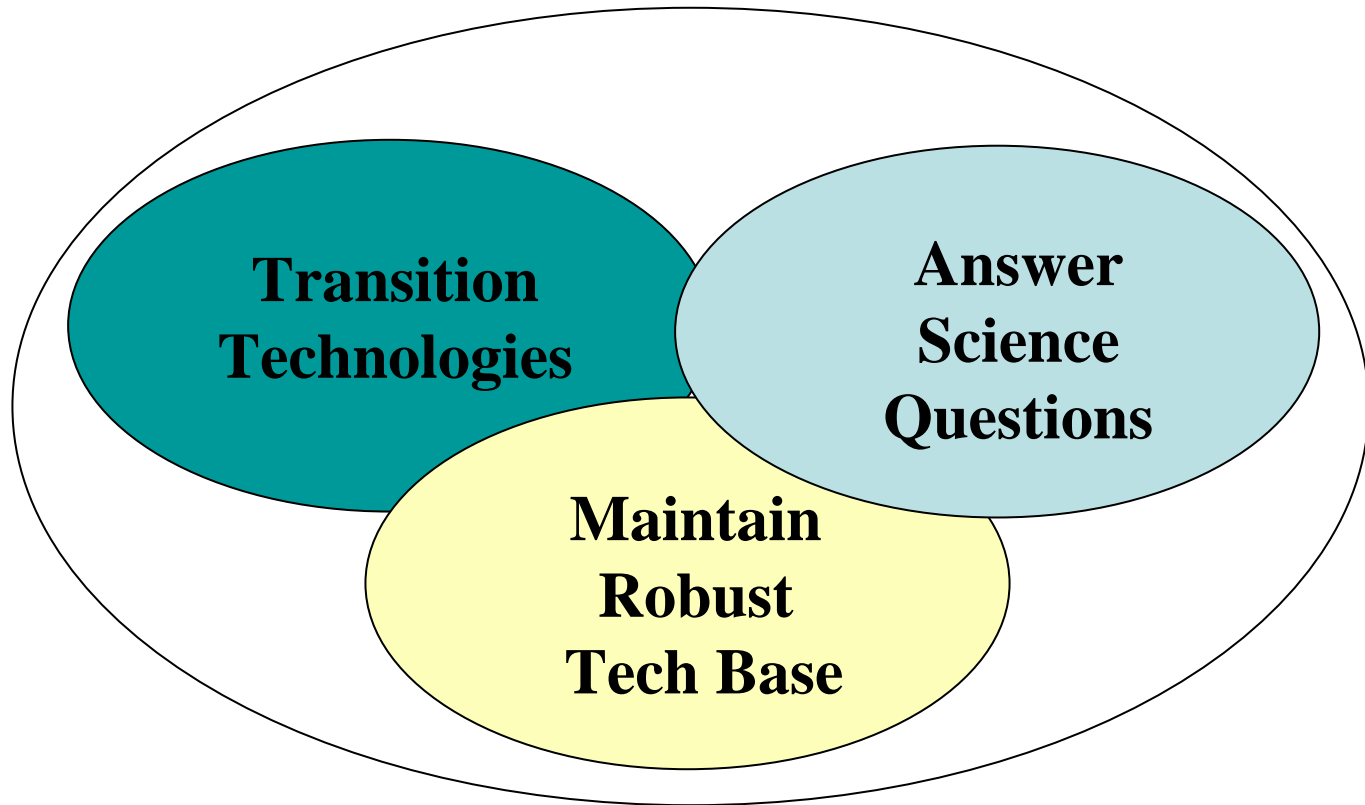 Transition
Technologies
Answer
Science
Questions
Maintain
Robust
Tech Base